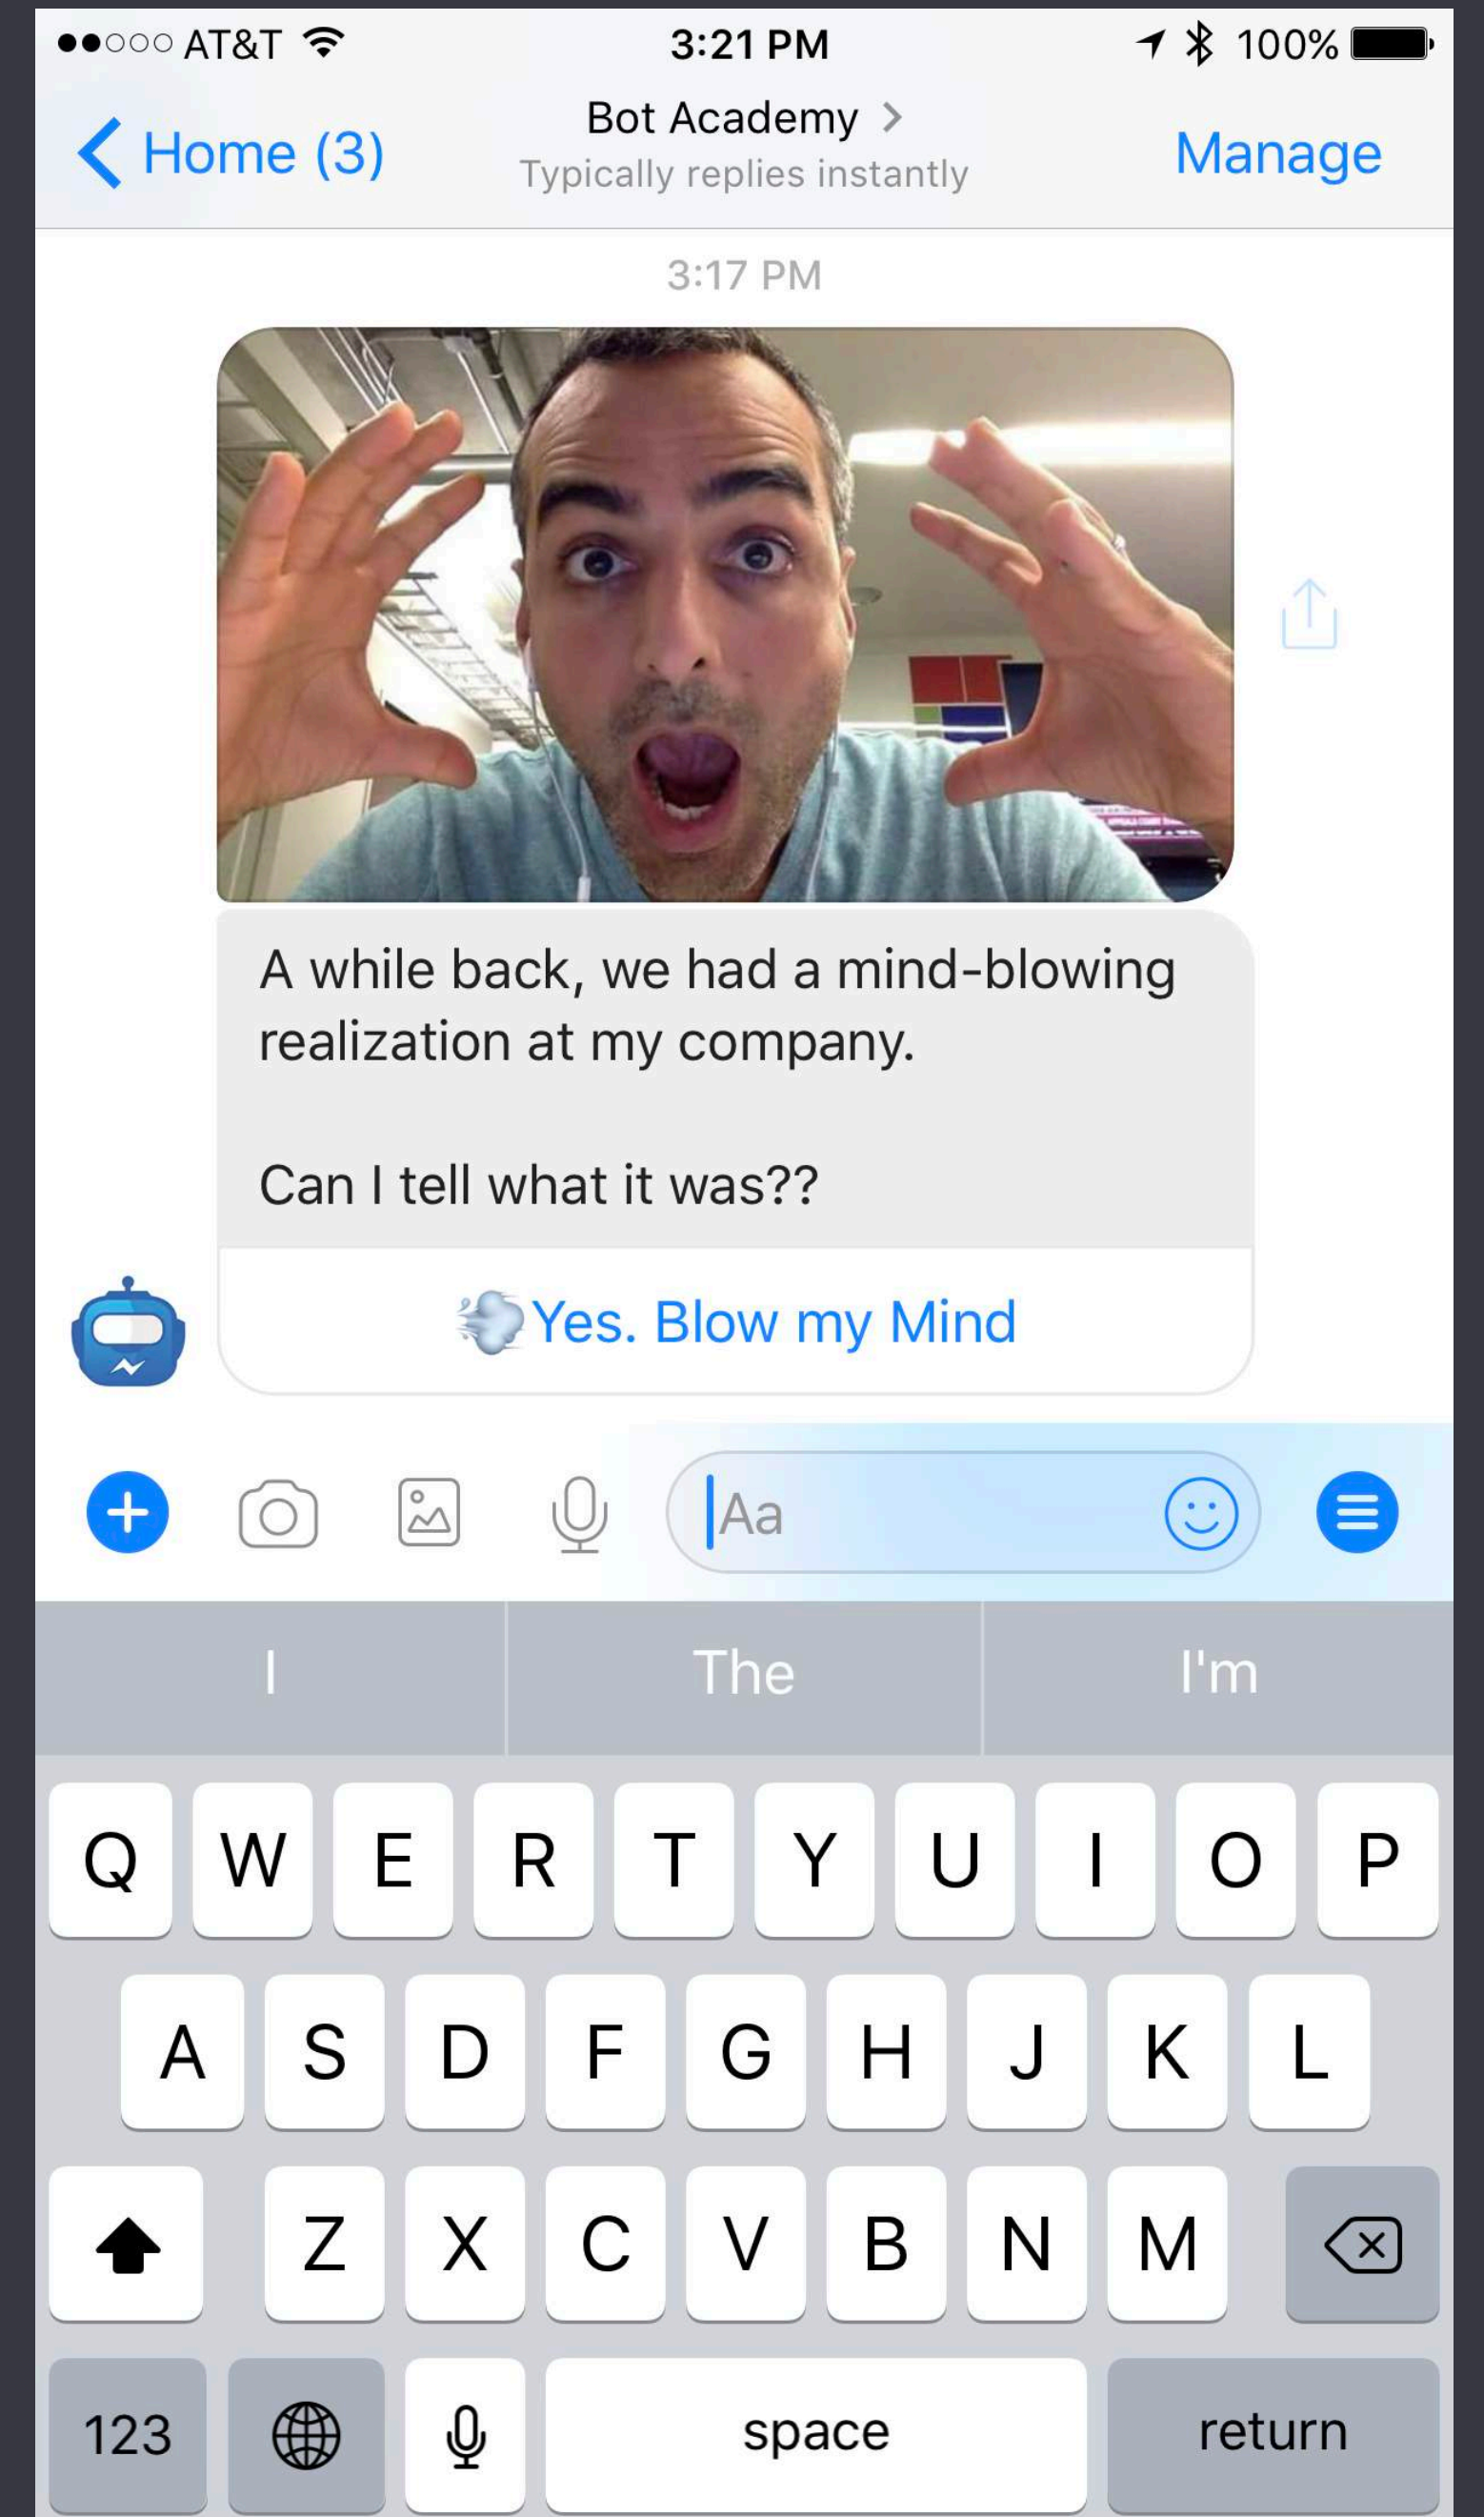 AT&T 3:21 PM 100%
Home (3) Bot Academy Manage
Typically replies instantly
3:17 PM
A while back, we had a mind-blowing
realization at my company.
Can I tell what it was??
💨Yes. Blow my Mind
Aa
I The I'm
Q W E R T Y U I O P
A S D F G H J K L
Z X C V B N M
123 space return